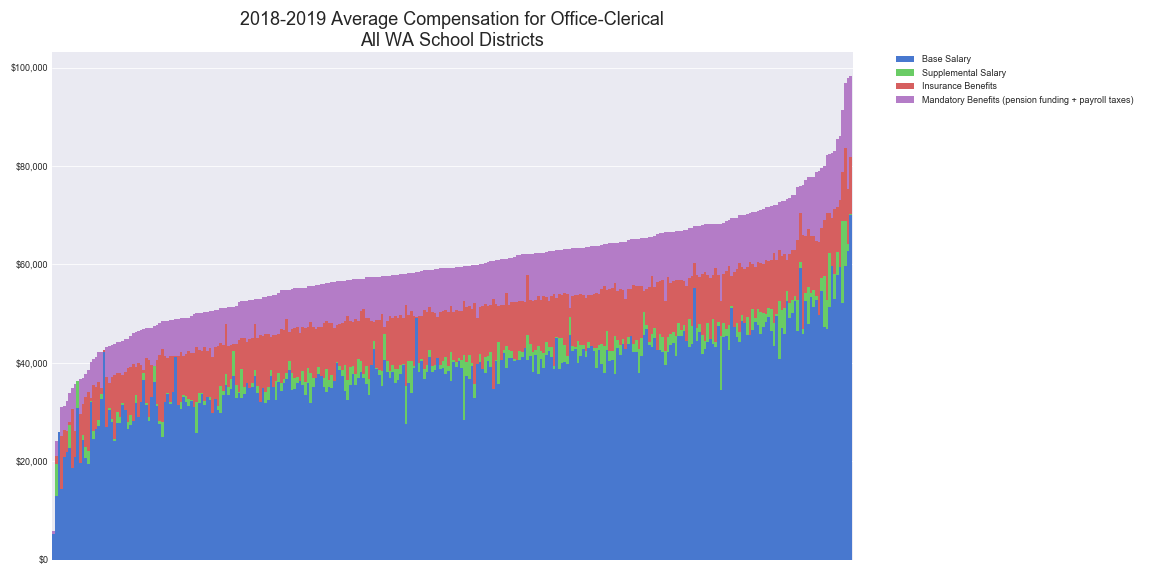 2018-2019 Average Compensation for Office-Clerical
All WA School Districts
$100,000
$80,000
$60,000
$40,000
$20,000
$0
Base Salary
Supplemental Salary
Insurance Benefits
Mandatory Benefits (pension funding + payroll taxes)